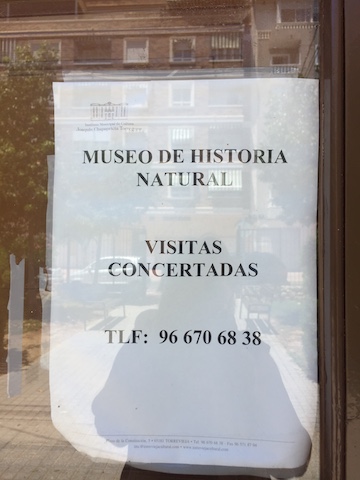 MUSEO DE HISTORIA
NATURAL
VISITAS
CONCERTADAS
TLF: 96 670 68 38